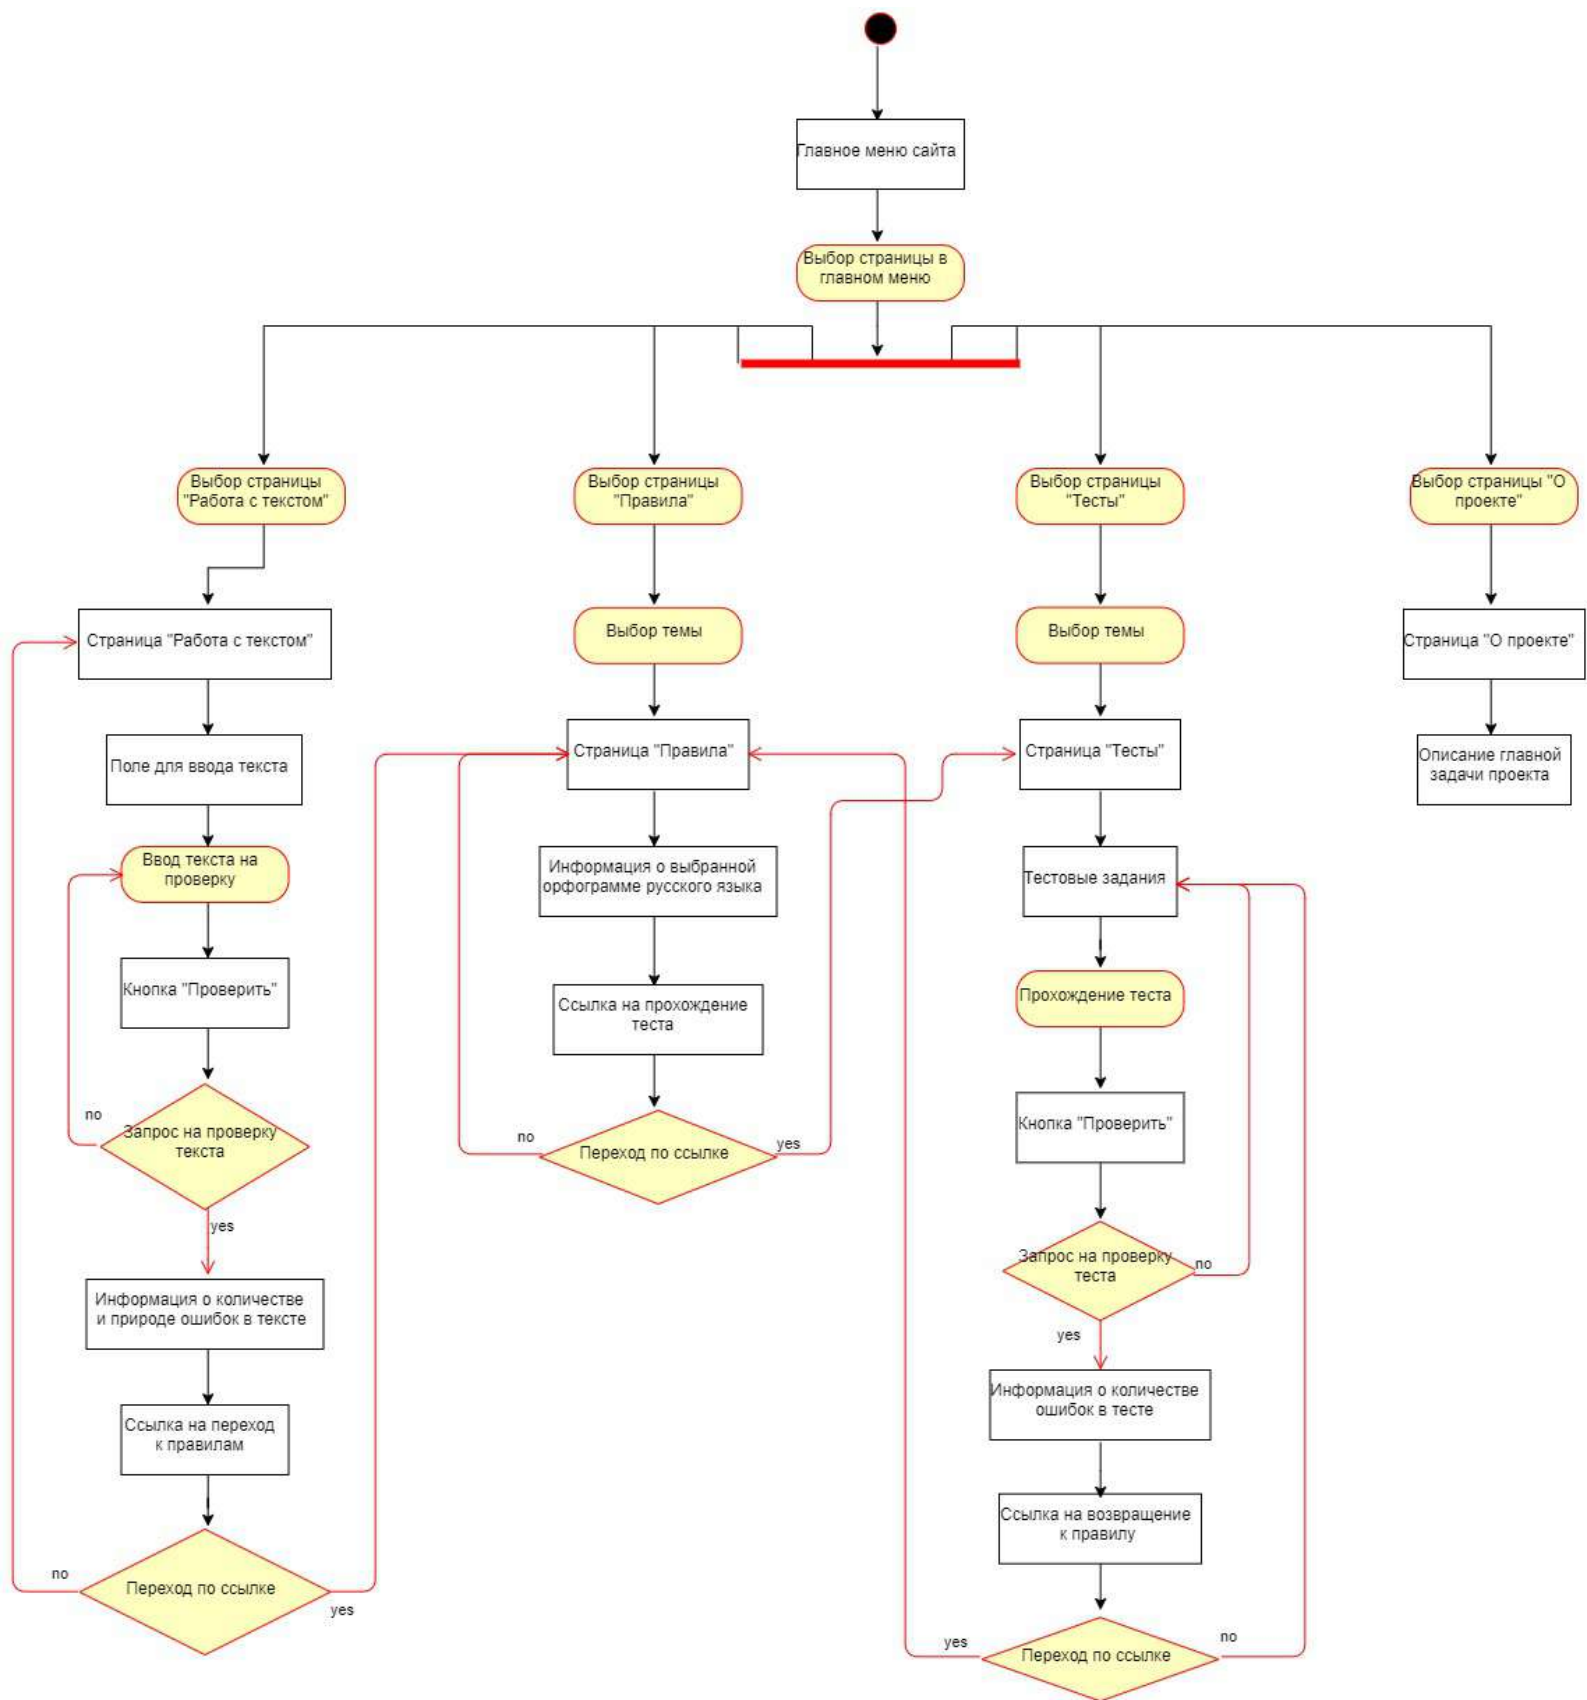 Главное меню сайта
Выбор страницы в
главном меню
Выбор страницы
"Работа с текстом"
Выбор страницы
"Правила"
Выбор страницы
"Тесты"
Выбор страницы "О
проекте"
Страница "Работа с текстом"
Выбор темы
Выбор темы
Страница "О проекте"
Поле для ввода текста
Страница "Правила"
Страница "Тесты"
Описание главной
задачи проекта
Ввод текста на
проверку
Информация о выбранной
орфограмме русского языка
Тестовые задания
Кнопка "Проверить"
Ссылка на прохождение
теста
Прохождение теста
no
Запрос на проверку
текста
yes
no
Переход по ссылке
yes
Кнопка "Проверить"
Запрос на проверку
теста
no
yes
Информация о количестве
и природе ошибок в тексте
Информация о количестве
ошибок в тесте
Ссылка на переход
к правилам
Ссылка на возвращение
к правилу
no
Переход по ссылке
yes
yes
Переход по ссылке
no